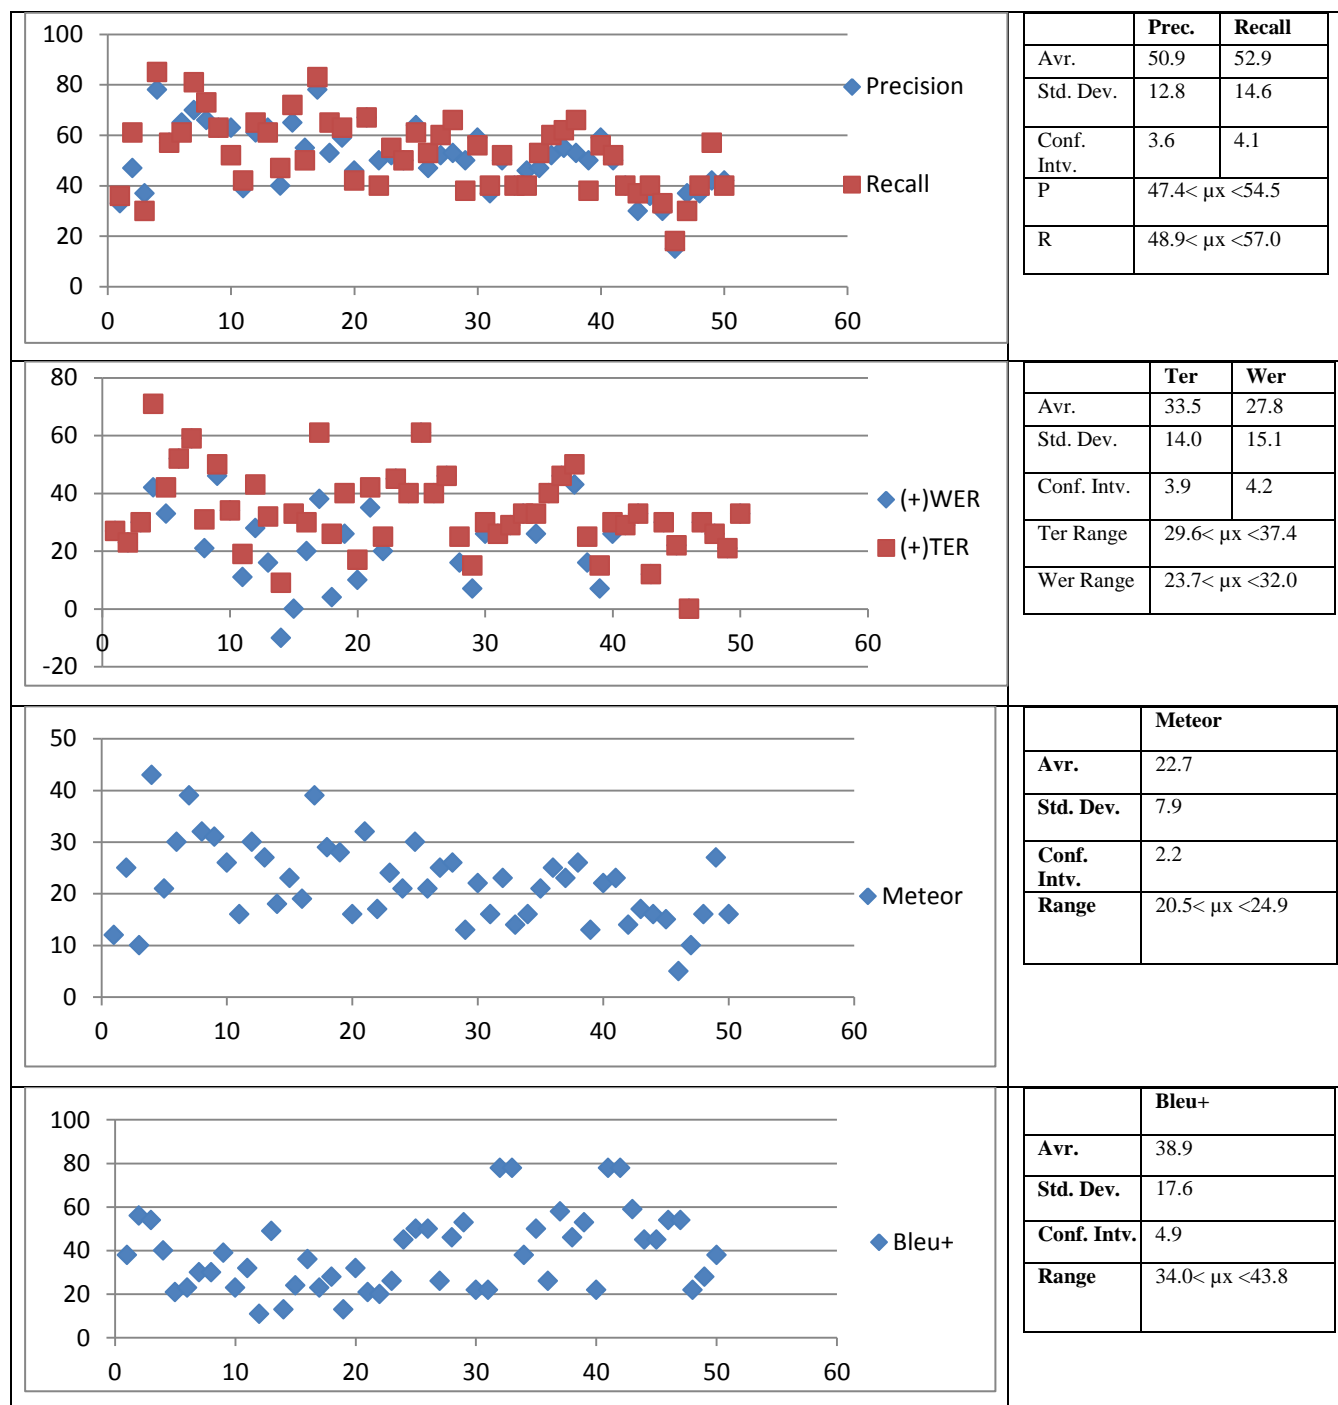 100
80
60
40
20
0
0 10 20 30 40 50 60
Precision
Recall
Prec. Recall
Avr. 50.9 52.9
Std. Dev. 12.8 14.6
Conf. 3.6 4.1
Intv.
P 47.4< µx <54.5
R 48.9< µx <57.0
80
60
40
20
0
-20
0 10 20 30 40 50 60
(+)WER
(+)TER
Ter Wer
Avr. 33.5 27.8
Std. Dev. 14.0 15.1
Conf. Intv. 3.9 4.2
Ter Range 29.6< µx <37.4
Wer Range 23.7< µx <32.0
50
40
30
20
10
0
0 10 20 30 40 50 60
Meteor
Meteor
Avr. 22.7
Std. Dev. 7.9
Conf. 2.2
Intv.
Range 20.5< µx <24.9
100
80
60
40
20
0
0 10 20 30 40 50 60
Bleu+
Bleu+
Avr. 38.9
Std. Dev. 17.6
Conf. Intv. 4.9
Range 34.0< µx <43.8